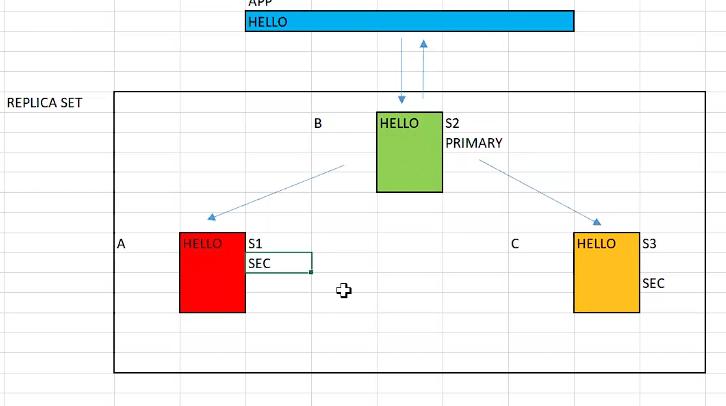 APP
HELLO
REPLICA SET
B
HELLO
S2
PRIMARY
A
HELLO
S1
SEC
C
HELLO
S3
SEC